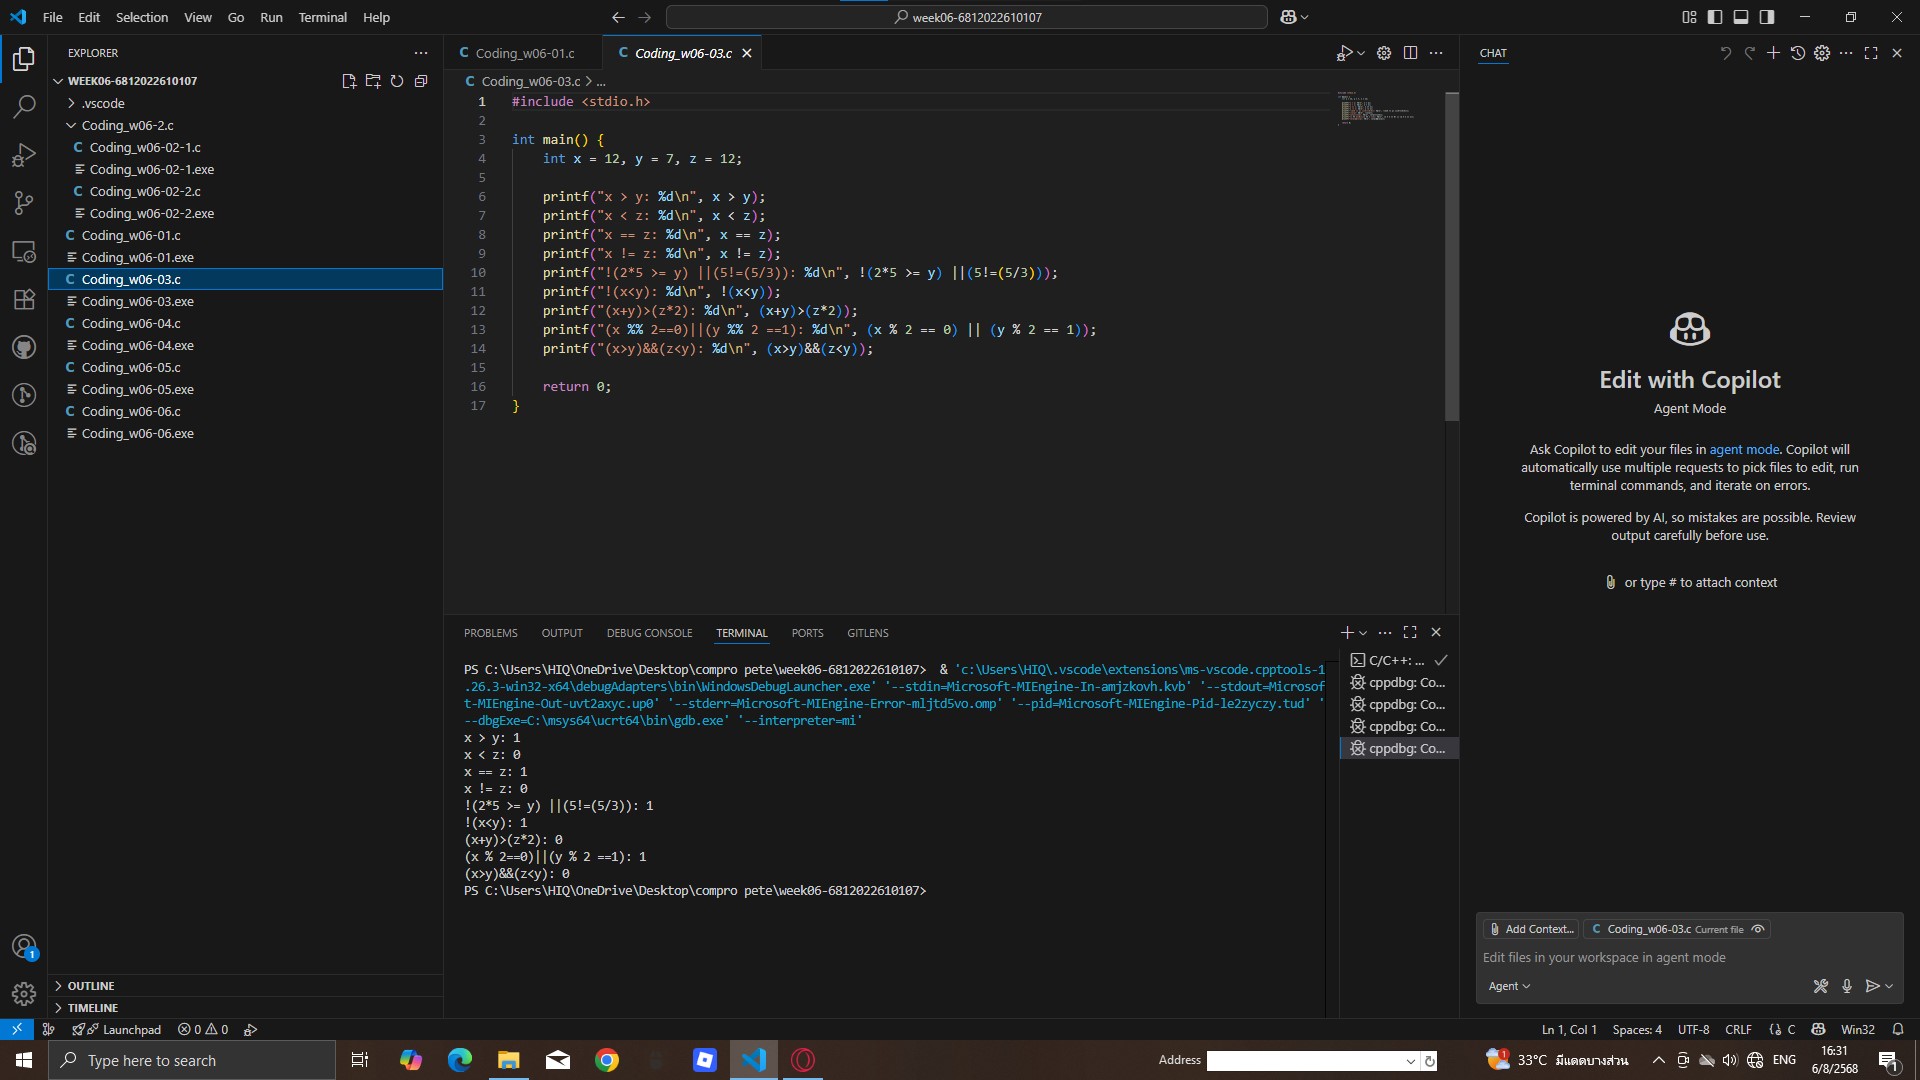 File Edit Selection View Go Run Terminal Help
week06-6812022610107
EXPLORER
WEEK06-6812022610107
.vscode
Coding_w06-2.c
C Coding_w06-02-1.c
Coding_w06-02-1.exe
C Coding_w06-02-2.c
Coding_w06-02-2.exe
C Coding_w06-01.c
Coding_w06-01.exe
C Coding_w06-03.c
Coding_w06-03.exe
C Coding_w06-04.c
Coding_w06-04.exe
C Coding_w06-05.c
Coding_w06-05.exe
C Coding_w06-06.c
Coding_w06-06.exe
OUTLINE
TIMELINE
C Coding_w06-01.c
C Coding_w06-03.c
C Coding_w06-03.c > ...
1 #include <stdio.h>
2
3 int main() {
4 int x = 12, y = 7, z = 12;
5
6 printf("x > y: %d\n", x > y);
7 printf("x < z: %d\n", x < z);
8 printf("x == z: %d\n", x == z);
9 printf("x != z: %d\n", x != z);
10 printf("!(2*5 >= y) ||(5!=(5/3)): %d\n", !(2*5 >= y) ||(5!=(5/3)));
11 printf("!(x<y): %d\n", !(x<y));
12 printf("(x+y)>(z*2): %d\n", (x+y)>(z*2));
13 printf("(x %% 2==0)||(y %% 2 ==1): %d\n", (x % 2 == 0) || (y % 2 == 1));
14 printf("(x>y)&&(z<y): %d\n", (x>y)&&(z<y));
15
16 return 0;
17 }
PROBLEMS OUTPUT DEBUG CONSOLE TERMINAL PORTS GITLENS
PS C:\Users\HIQ\OneDrive\Desktop\compro pete\week06-6812022610107> & 'c:\Users\HIQ\.vscode\extensions\ms-vscode.cpptools-1
.26.3-win32-x64\debugAdapters\bin\WindowsDebugLauncher.exe' '--stdin=Microsoft-MIEngine-In-amjzkovh.kvb' '--stdout=Microsof
t-MIEngine-Out-uvt2axyc.up0' '--stderr=Microsoft-MIEngine-Error-mljtd5vo.omp' '--pid=Microsoft-MIEngine-Pid-le2zyczy.tud' '
--dbgExe=C:\msys64\ucrt64\bin\gdb.exe' '--interpreter=mi'
x > y: 1
x < z: 0
x == z: 1
x != z: 0
!(2*5 >= y) ||(5!=(5/3)): 1
!(x<y): 1
(x+y)>(z*2): 0
(x % 2==0)||(y % 2 ==1): 1
(x>y)&&(z<y): 0
PS C:\Users\HIQ\OneDrive\Desktop\compro pete\week06-6812022610107>
C/C++: ...
cppdbg: Co...
cppdbg: Co...
cppdbg: Co...
cppdbg: Co...
CHAT
Edit with Copilot
Agent Mode
Ask Copilot to edit your files in agent mode. Copilot will
automatically use multiple requests to pick files to edit, run
terminal commands, and iterate on errors.
Copilot is powered by AI, so mistakes are possible. Review
output carefully before use.
or type # to attach context
Add Context... C Coding_w06-03.c Current file
Edit files in your workspace in agent mode
Agent
1
Launchpad 0 0 Ln 1, Col 1 Spaces: 4 UTF-8 CRLF {} C Win32
Type here to search Address 1 33°C มีแดดบางส่วน ENG 16:31
6/8/2568 1